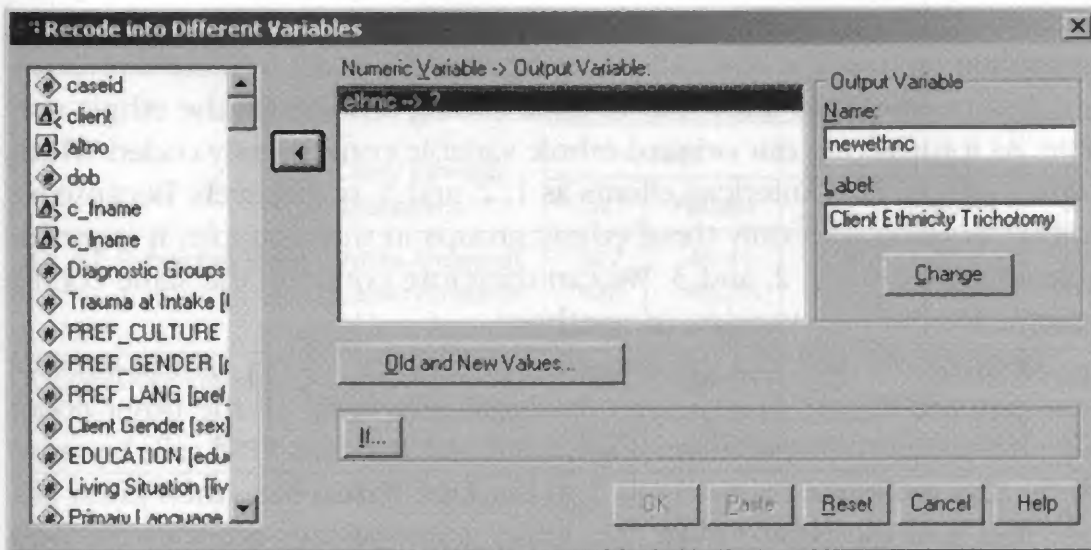 Recode into Different Variables
caseid
client
altno
dob
c_fname
c_lname
Diagnostic Groups
Trauma at Intake [
PREF_CULTURE
PREF_GENDER [p
PREF_LANG [pref_
Client Gender [sex]
EDUCATION [edu
Living Situation [liv
Primary Language
Numeric Variable -> Output Variable:
ethnic --> ?
Old and New Values...
If...
Output Variable
Name:
newethnc
Label:
Client Ethnicity Trichotomy
Change
OK
Paste
Reset
Cancel
Help